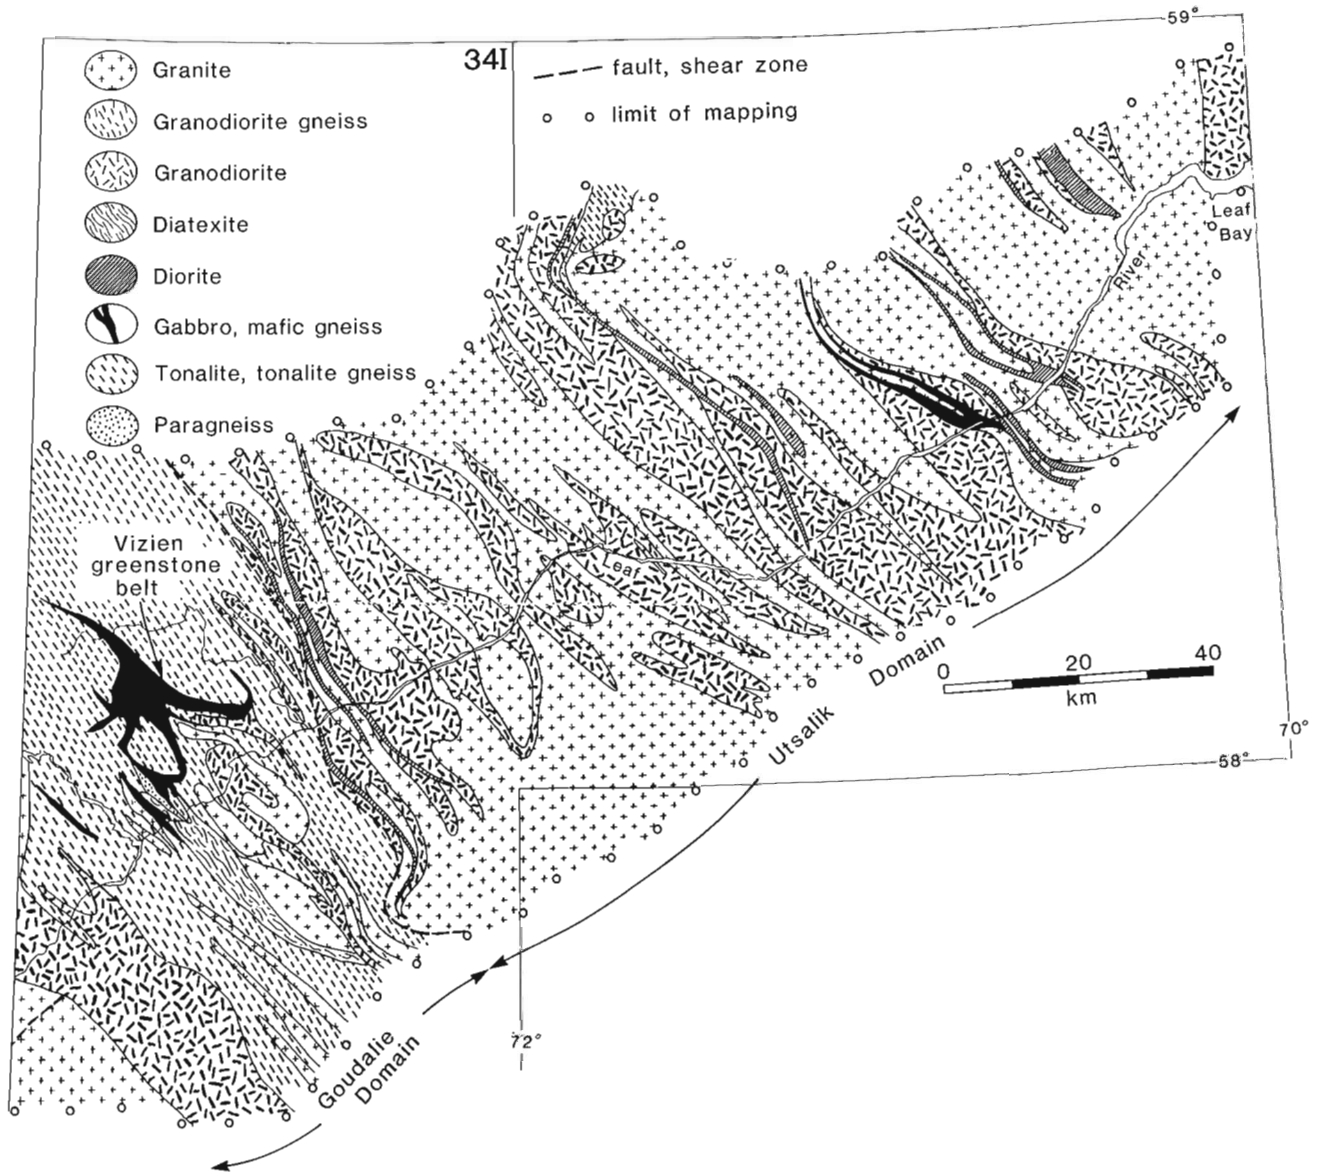 59°
34I
Granite
Granodiorite gneiss
Granodiorite
Diatexite
Diorite
Gabbro, mafic gneiss
Tonalite, tonalite gneiss
Paragneiss
fault, shear zone
limit of mapping
Leaf
Bay
River
Vizien
greenstone
belt
Leaf
Domain
Utsalik
0 20 40
km
70°
58°
72°
Goudalie
Domain